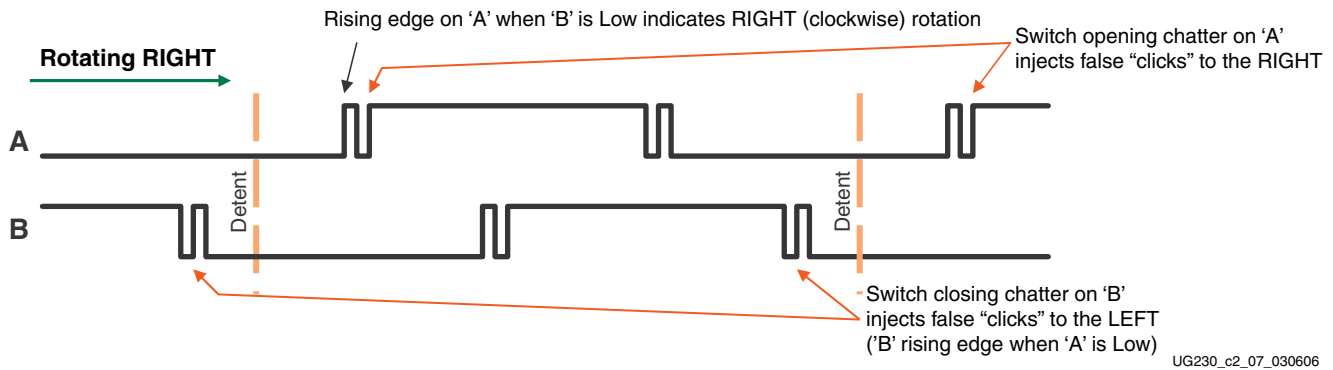 Rising edge on ‘A’ when ‘B’ is Low indicates RIGHT (clockwise) rotation
Switch opening chatter on ‘A’
injects false “clicks” to the RIGHT
Rotating RIGHT
A
Detent
Detent
B
Switch closing chatter on ‘B’
injects false “clicks” to the LEFT
(’B’ rising edge when ‘A’ is Low)
UG230_c2_07_030606